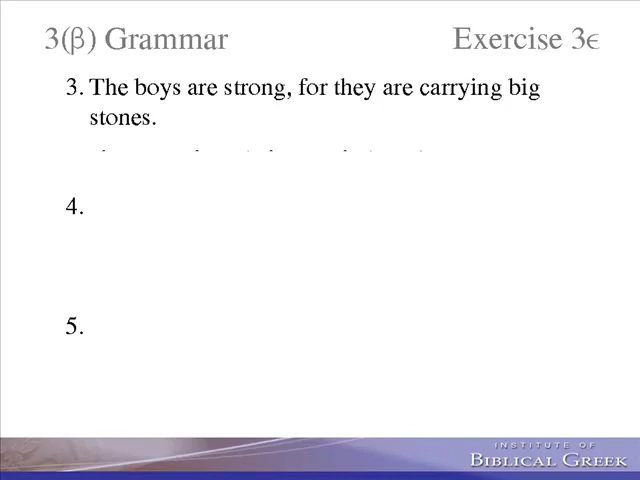 3(β) Grammar
Exercise 3ϵ
3. The boys are strong, for they are carrying big
stones.
4.
5.
INSTITUTE OF
BIBLICAL GREEK